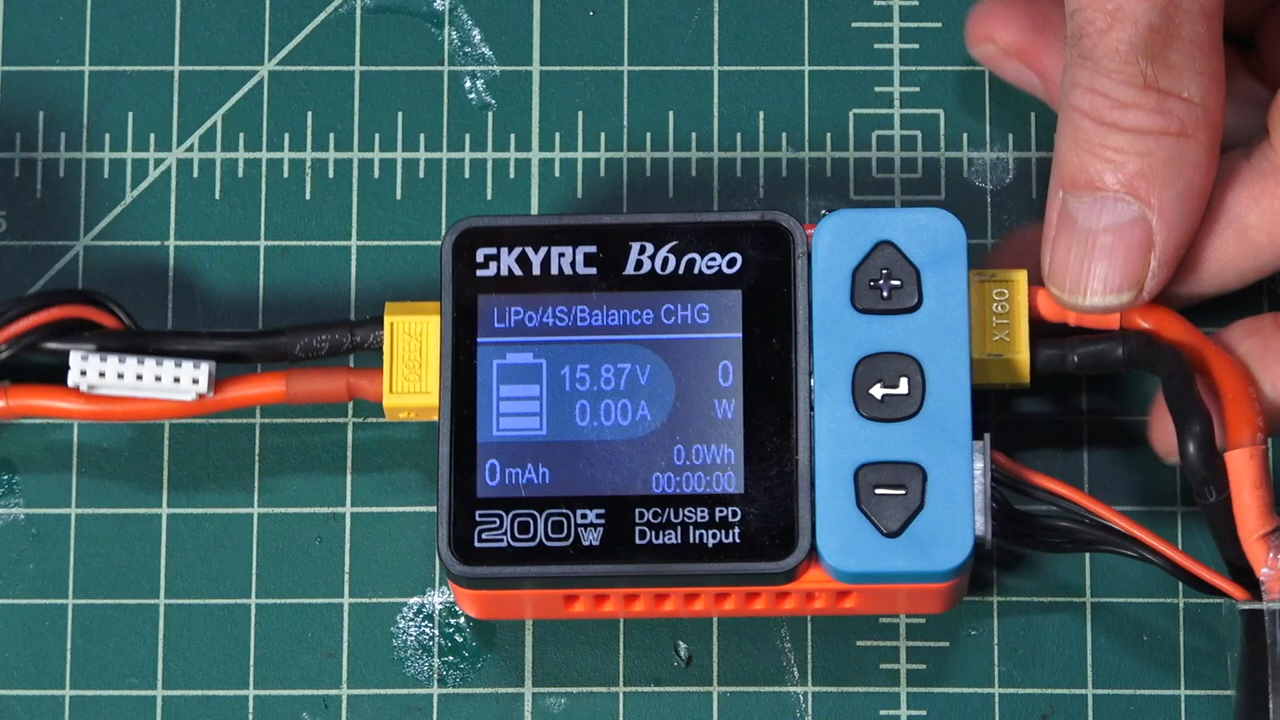 SKYRC B6neo
LiPo/4S/Balance CHG
15.87V
0.00A
0
W
0mAh
0.0Wh
00:00:00
200 DC W
DC/USB PD
Dual Input
XT60